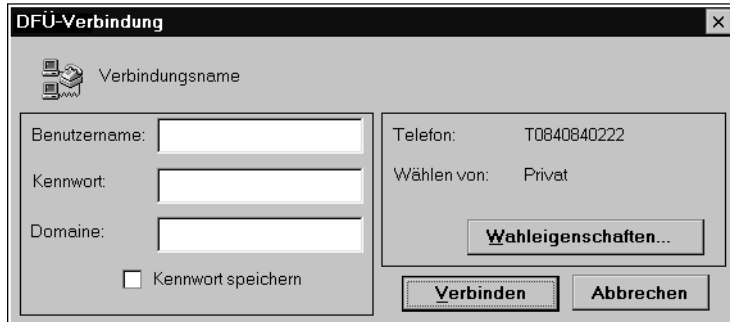 DFÜ-Verbindung
Verbindungsname
Benutzername:
Kennwort:
Domaine:
Kennwort speichern
Telefon: T0840840222
Wählen von: Privat
Wahleigenschaften...
Verbinden Abbrechen